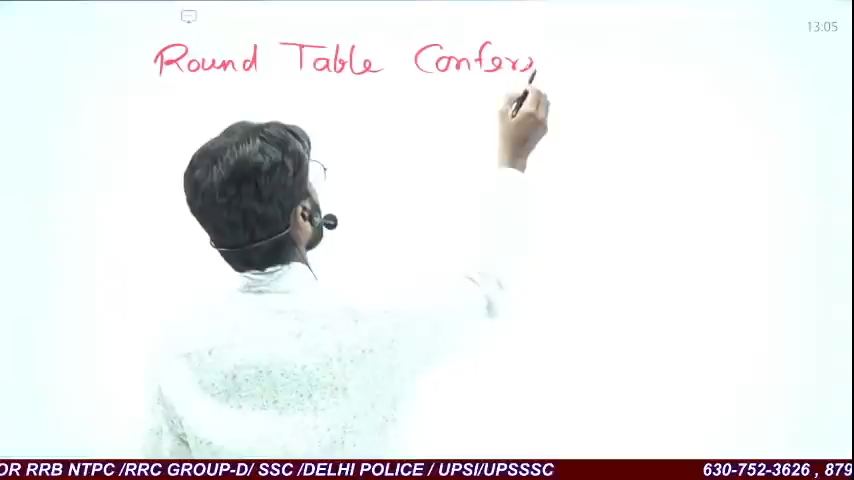 13:05
Round Table Confer
OR RRB NTPC /RRC GROUP-D/ SSC /DELHI POLICE / UPSI/UPSSSC 630-752-3626 , 879